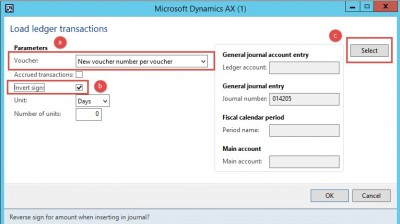 Microsoft Dynamics AX (1)
Load ledger transactions
a
c
Parameters
Voucher: New voucher number per voucher
Accrued transactions:
Invert sign:
b
Unit: Days
Number of units: 0
General journal account entry
Ledger account:
General journal entry
Journal number: 014205
Fiscal calendar period
Period name:
Main account
Main account:
Select
OK
Cancel
Reverse sign for amount when inserting in journal?